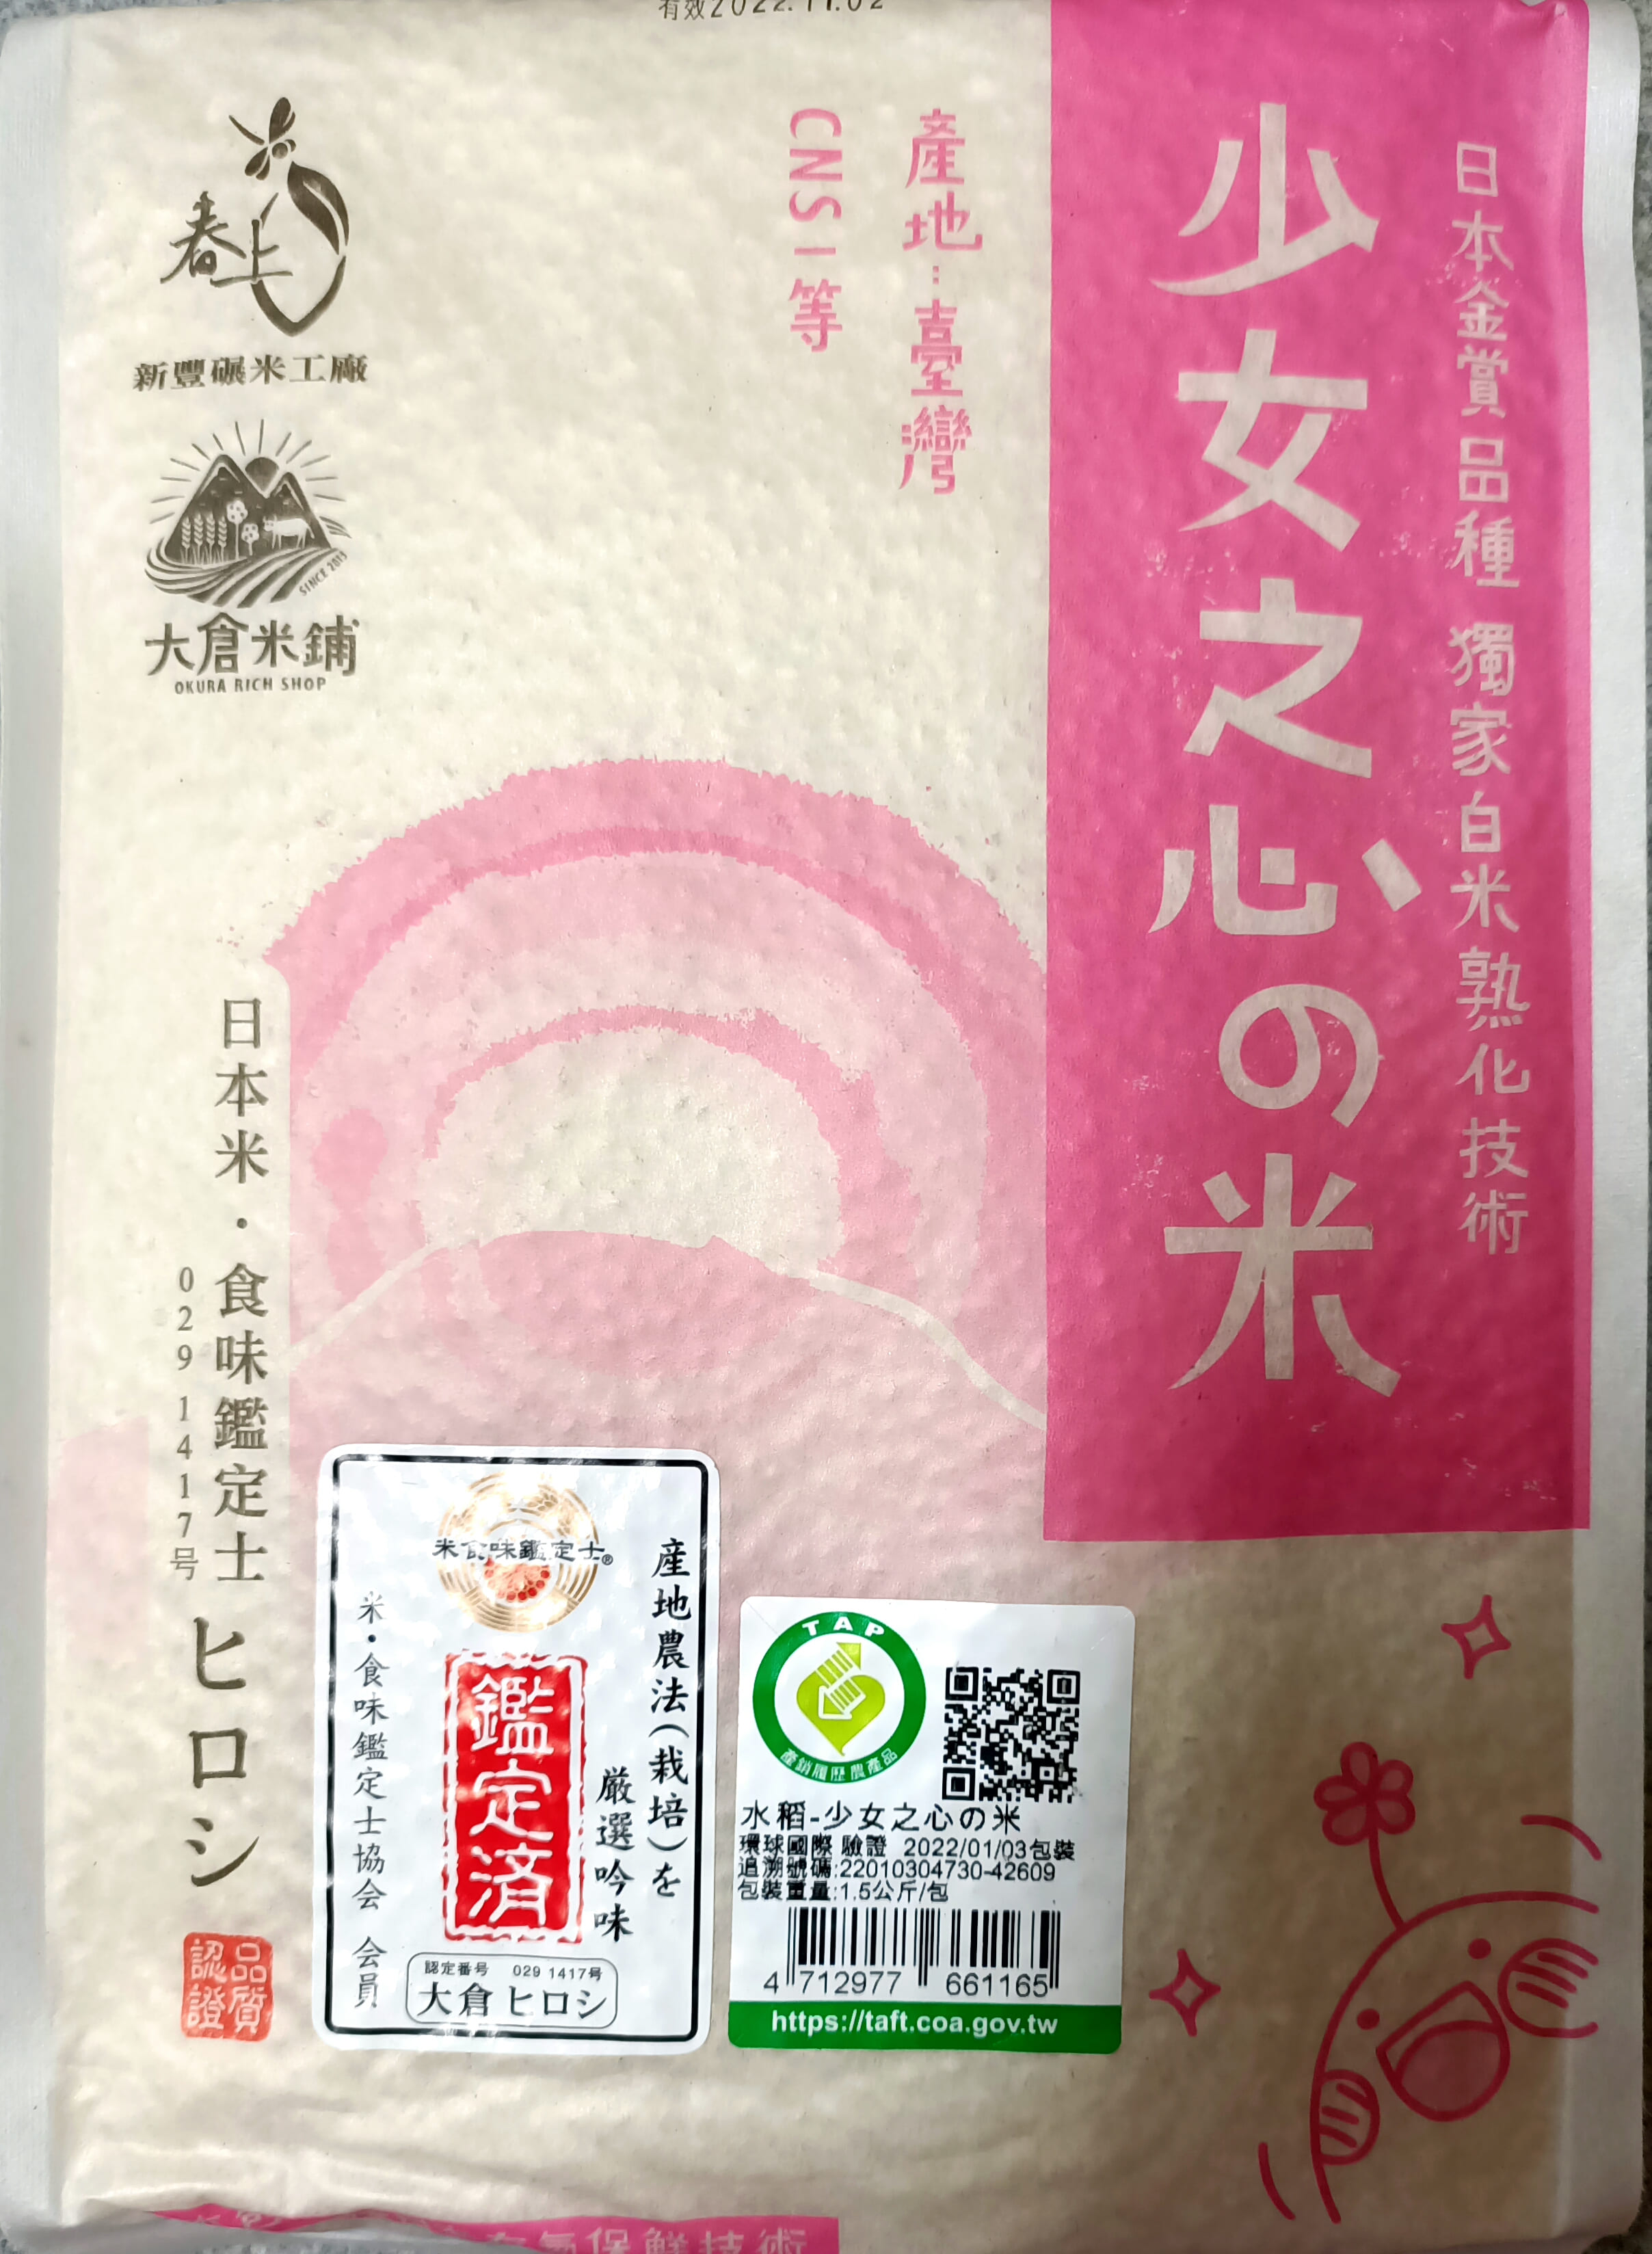 有效2022.11.02
日本金賞品種 獨家白米熟化技術
少女之心の米
產地:臺灣
CNS一等
春上
新豐碾米工廠
SINCE 2013
大倉米鋪
OKURA RICH SHOP
日本米・食味鑑定士 ヒロシ
029 1417号
品質
認證
米食味鑑定士®
産地農法(栽培)を
厳選吟味
鑑定済
米・食味鑑定士協会 会員
認定番号 029 1417号
大倉 ヒロシ
TAP
產銷履歷農產品
水稻-少女之心の米
環球國際 驗證 2022/01/03包裝
追溯號碼:22010304730-42609
包裝重量:1.5公斤/包
4 712977 661165
https://taft.coa.gov.tw
氣保鮮技術